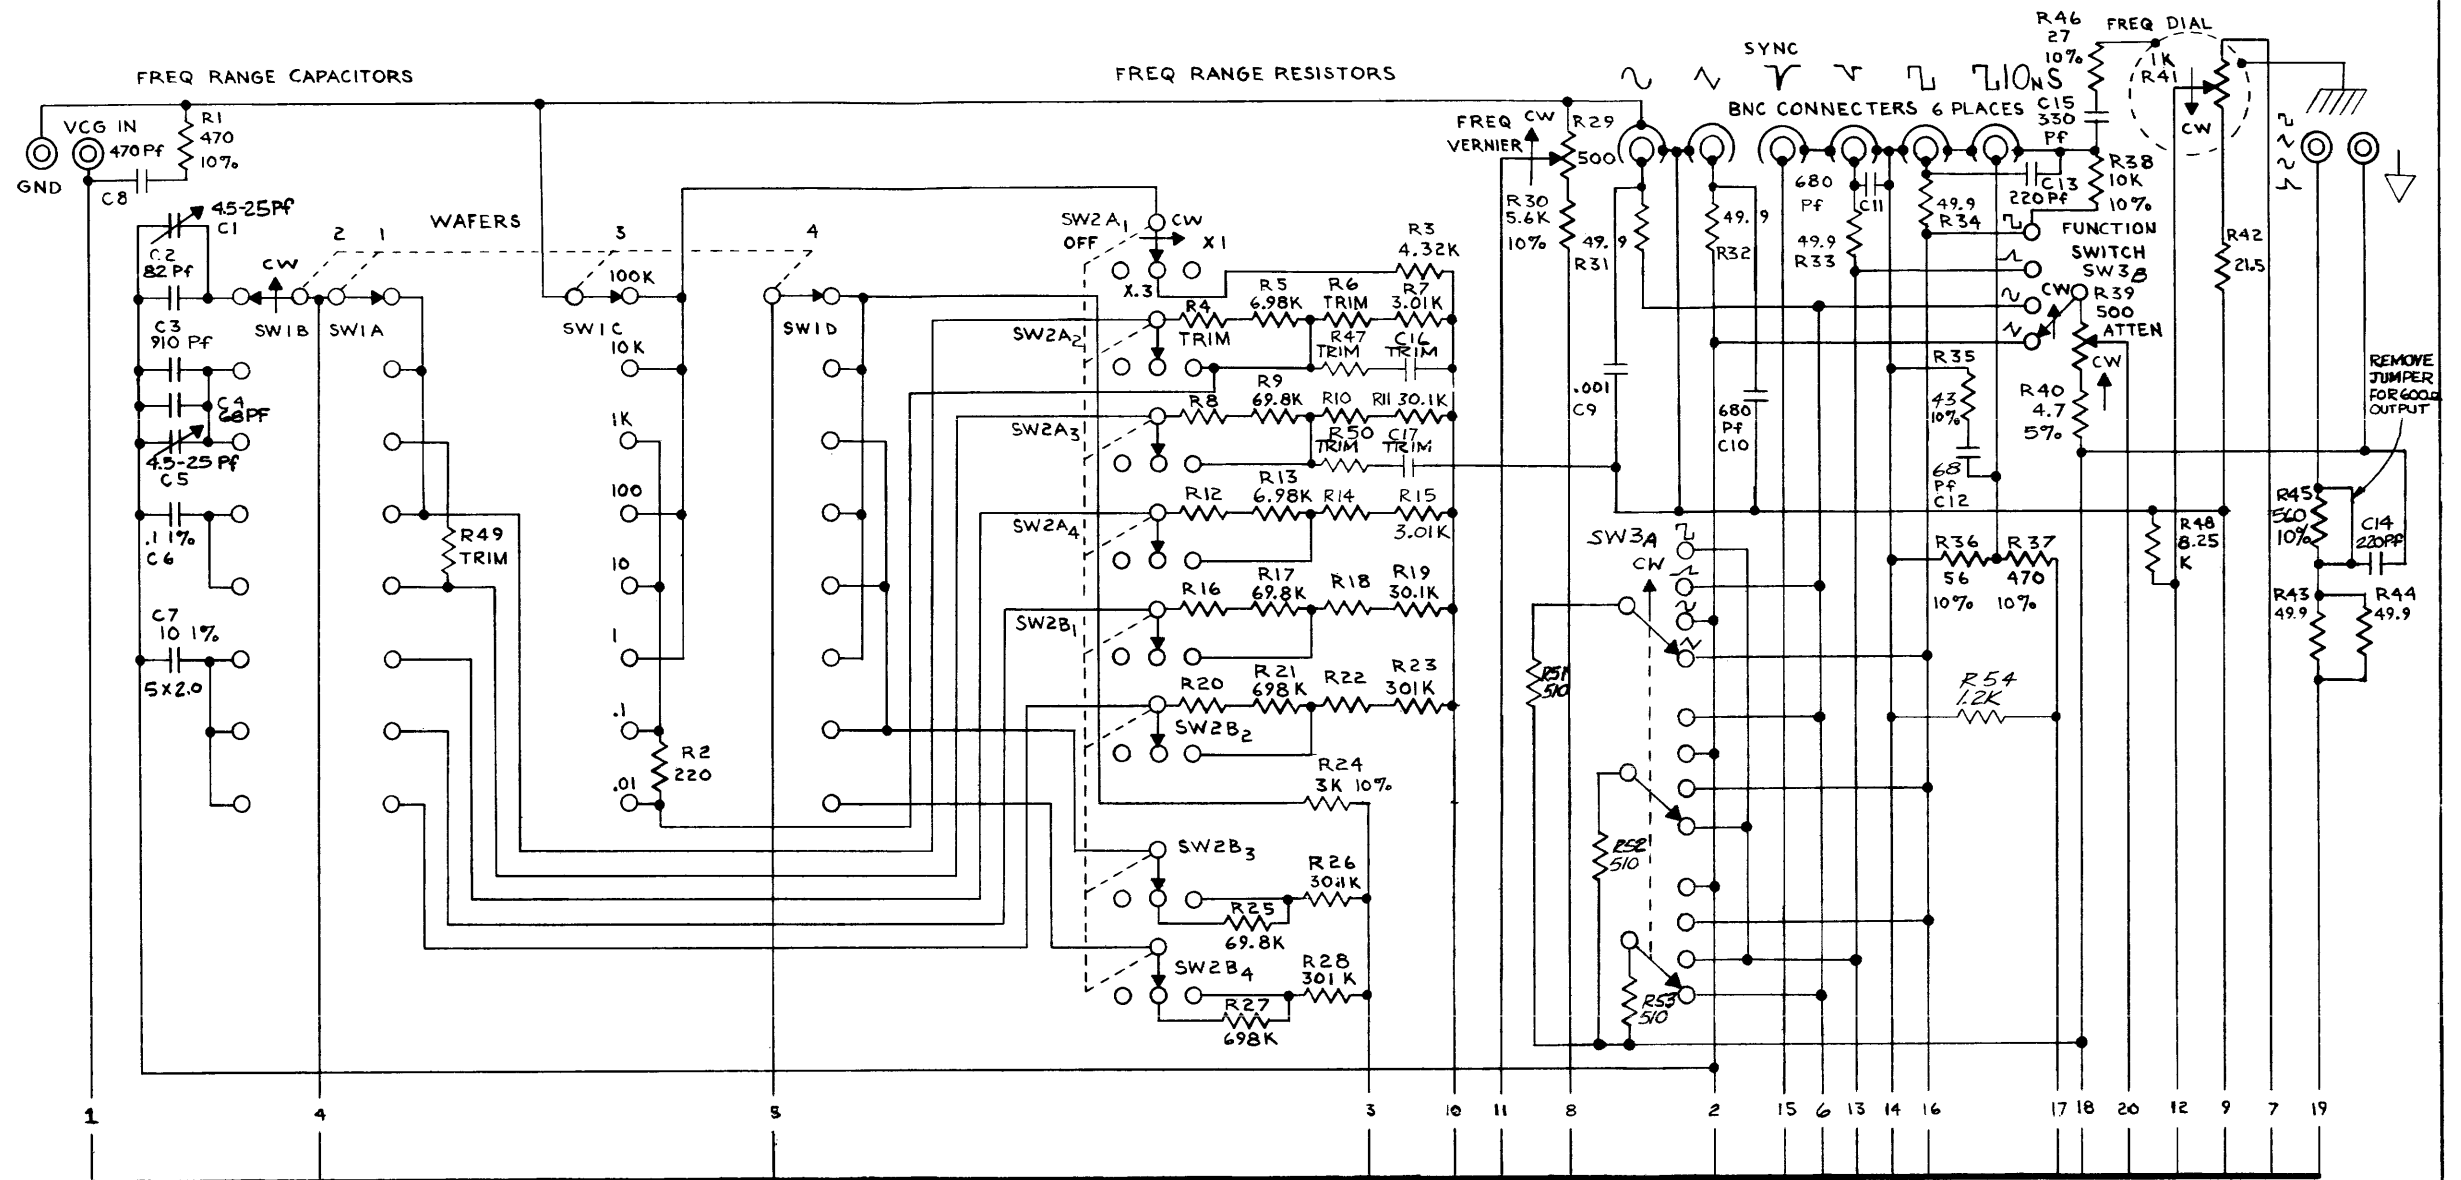 FREQ RANGE CAPACITORS
GND
VCG IN
470 Pf
C8
R1
470
10%
4.5-25Pf
C1
C2
82 Pf
C3
910 Pf
C4
68PF
4.5-25 Pf
C5
.1 1%
C6
C7
10 1%
5X2.0
WAFERS
2
1
3
4
CW
SW1B
SW1A
SW1C
SW1D
R49
TRIM
100K
10K
1K
100
10
1
.1
.01
R2
220
FREQ RANGE RESISTORS
SW2A1
CW
OFF
X1
X.3
R3
4.32K
SW2A2
R4
TRIM
R5
6.98K
R6
TRIM
R7
3.01K
R47
TRIM
C16
TRIM
SW2A3
R8
R9
69.8K
R10
R11 30.1K
R50
TRIM
C17
TRIM
SW2A4
R12
R13
6.98K
R14
R15
3.01K
SW2B1
R16
R17
69.8K
R18
R19
30.1K
R20
R21
698K
R22
R23
301K
SW2B2
R24
3K 10%
SW2B3
R26
30.1K
R25
69.8K
SW2B4
R28
301K
R27
698K
FREQ
VERNIER
CW
R29
500
R30
5.6K
10%
SYNC
10NS
BNC CONNECTERS 6 PLACES
49.9
R31
49.9
R32
680
Pf
C11
49.9
R33
49.9
R34
C13
220Pf
.001
C9
680
Pf
C10
R46
27
10%
C15
330
Pf
R38
10K
10%
FREQ DIAL
1K
R41
CW
FUNCTION
SWITCH
SW3B
CW
R39
500
ATTEN
CW
R40
4.7
5%
R35
43
10%
68
Pf
C12
R42
21.5
REMOVE
JUMPER
FOR 600Ω
OUTPUT
SW3A
CW
R36
56
10%
R37
470
10%
R48
8.25
K
R45
560
10%
C14
220Pf
R43
49.9
R44
49.9
R51
510
R52
510
R53
510
R54
1.2K
1
4
5
3
10
11
8
2
15
6
13
14
16
17
18
20
12
9
7
19